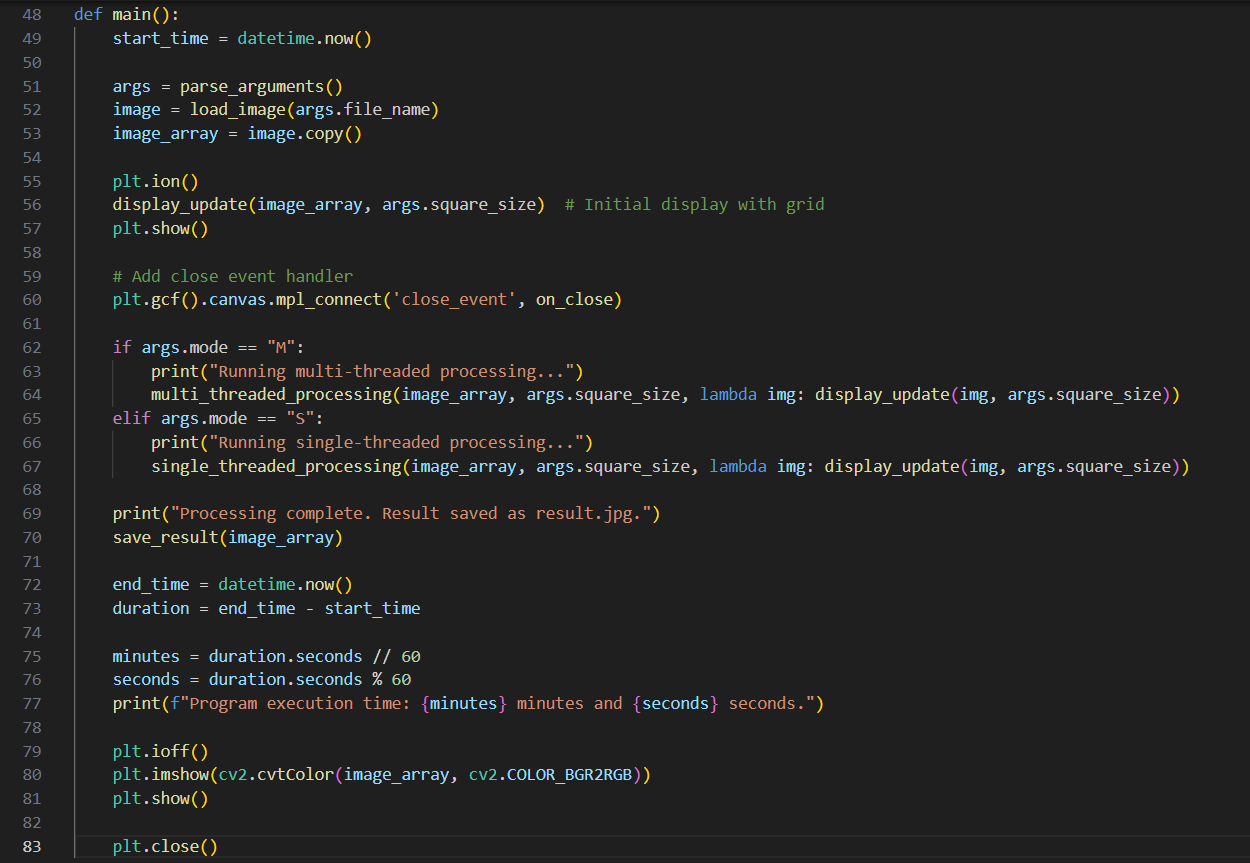 48 def main():
49     start_time = datetime.now()
50
51     args = parse_arguments()
52     image = load_image(args.file_name)
53     image_array = image.copy()
54
55     plt.ion()
56     display_update(image_array, args.square_size)  # Initial display with grid
57     plt.show()
58
59     # Add close event handler
60     plt.gcf().canvas.mpl_connect('close_event', on_close)
61
62     if args.mode == "M":
63         print("Running multi-threaded processing...")
64         multi_threaded_processing(image_array, args.square_size, lambda img: display_update(img, args.square_size))
65     elif args.mode == "S":
66         print("Running single-threaded processing...")
67         single_threaded_processing(image_array, args.square_size, lambda img: display_update(img, args.square_size))
68
69     print("Processing complete. Result saved as result.jpg.")
70     save_result(image_array)
71
72     end_time = datetime.now()
73     duration = end_time - start_time
74
75     minutes = duration.seconds // 60
76     seconds = duration.seconds % 60
77     print(f"Program execution time: {minutes} minutes and {seconds} seconds.")
78
79     plt.ioff()
80     plt.imshow(cv2.cvtColor(image_array, cv2.COLOR_BGR2RGB))
81     plt.show()
82
83     plt.close()